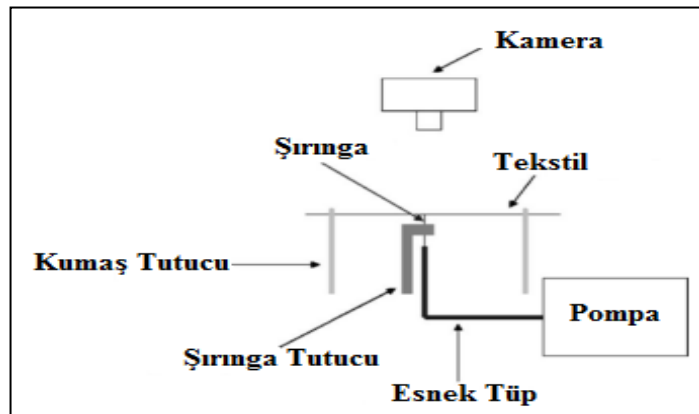 Kamera
Şırınga
Tekstil
Kumaş Tutucu
Pompa
Şırınga Tutucu
Esnek Tüp